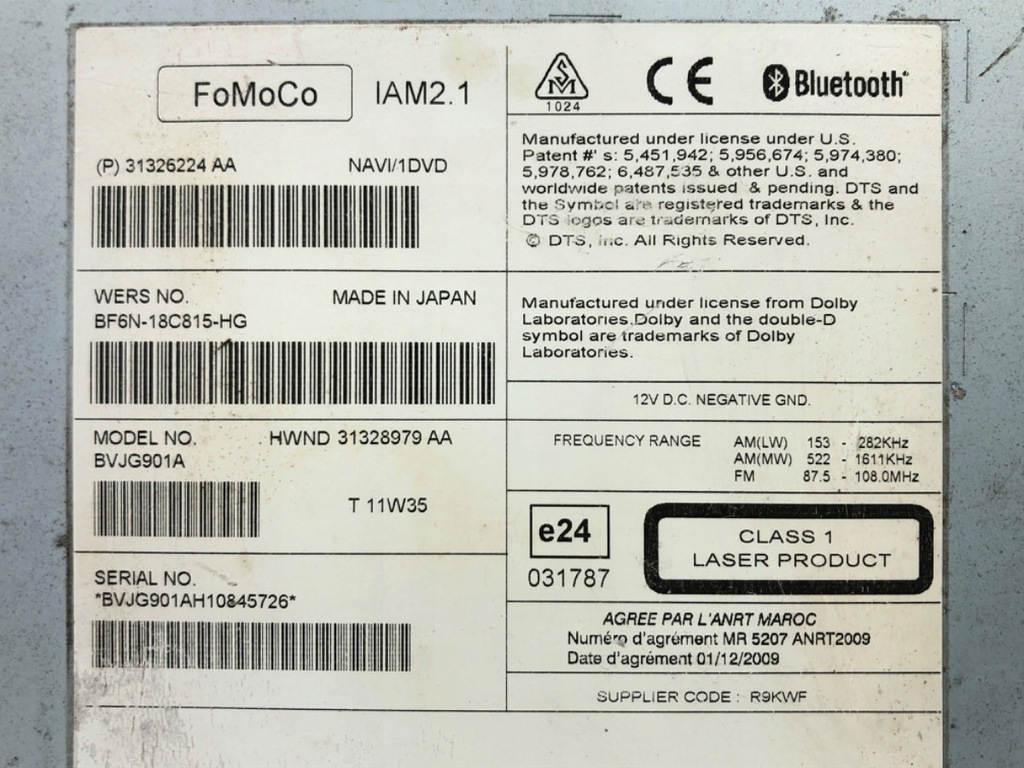 FoMoCo IAM2.1
(P) 31326224 AA NAVI/1DVD
WERS NO. MADE IN JAPAN
BF6N-18C815-HG
MODEL NO. HWND 31328979 AA
BVJG901A
T 11W35
SERIAL NO.
*BVJG901AH10845726*
SM
1024
CE
Bluetooth
Manufactured under license under U.S.
Patent #' s: 5,451,942; 5,956,674; 5,974,380;
5,978,762; 6,487,535 & other U.S. and
worldwide patents issued & pending. DTS and
the Symbol are registered trademarks & the
DTS logos are trademarks of DTS, Inc.
© DTS, Inc. All Rights Reserved.
Manufactured under license from Dolby
Laboratories.Dolby and the double-D
symbol are trademarks of Dolby
Laboratories.
12V D.C. NEGATIVE GND.
FREQUENCY RANGE AM(LW) 153 - 282KHz
AM(MW) 522 - 1611KHz
FM 87.5 - 108.0MHz
e24
031787
CLASS 1
LASER PRODUCT
AGREE PAR L'ANRT MAROC
Numéro d'agrément MR 5207 ANRT2009
Date d'agrément 01/12/2009
SUPPLIER CODE : R9KWF